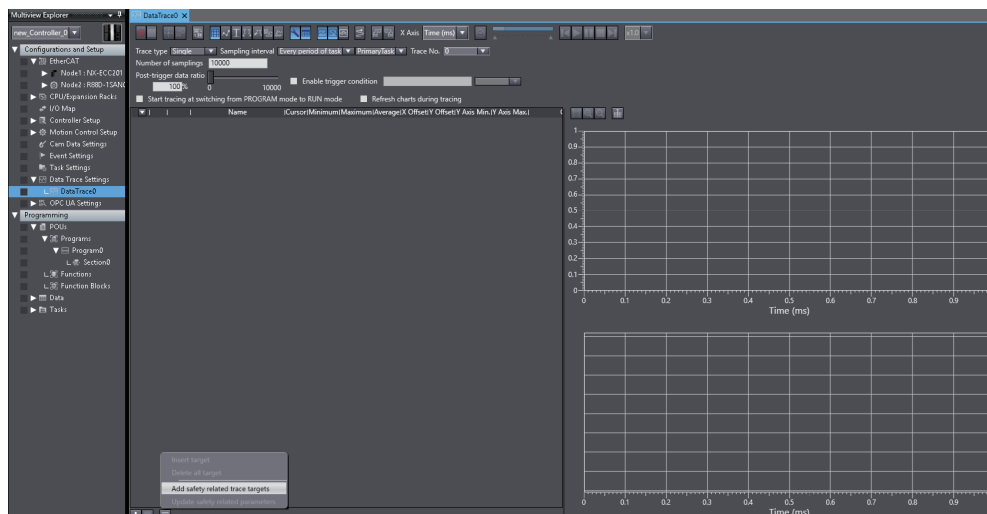 Multiview Explorer
DataTrace0
new_Controller_0
X Axis Time (ms)
x1.0
Configurations and Setup
Trace type Single Sampling interval Every period of task PrimaryTask Trace No. 0
EtherCAT
Number of samplings 10000
Node1 : NX-ECC201
Post-trigger data ratio
Enable trigger condition
Node2 : R88D-1SAN
100 % 0 10000
CPU/Expansion Racks
Start tracing at switching from PROGRAM mode to RUN mode Refresh charts during tracing
I/O Map
Name |Cursor|Minimum|Maximum|Average|X Offset|Y Offset|Y Axis Min.|Y Axis Max.|
Controller Setup
Motion Control Setup
Cam Data Settings
Event Settings
Task Settings
Data Trace Settings
DataTrace0
OPC UA Settings
Programming
POUs
Programs
Program0
Section0
Functions
Function Blocks
Data
Tasks
1
0.9
0.8
0.7
0.6
0.5
0.4
0.3
0.2
0.1
0
0 0.1 0.2 0.3 0.4 0.5 0.6 0.7 0.8 0.9
Time (ms)
Insert target
Delete all target
Add safety related trace targets
Update safety related parameters
0 0.1 0.2 0.3 0.4 0.5 0.6 0.7 0.8 0.9
Time (ms)